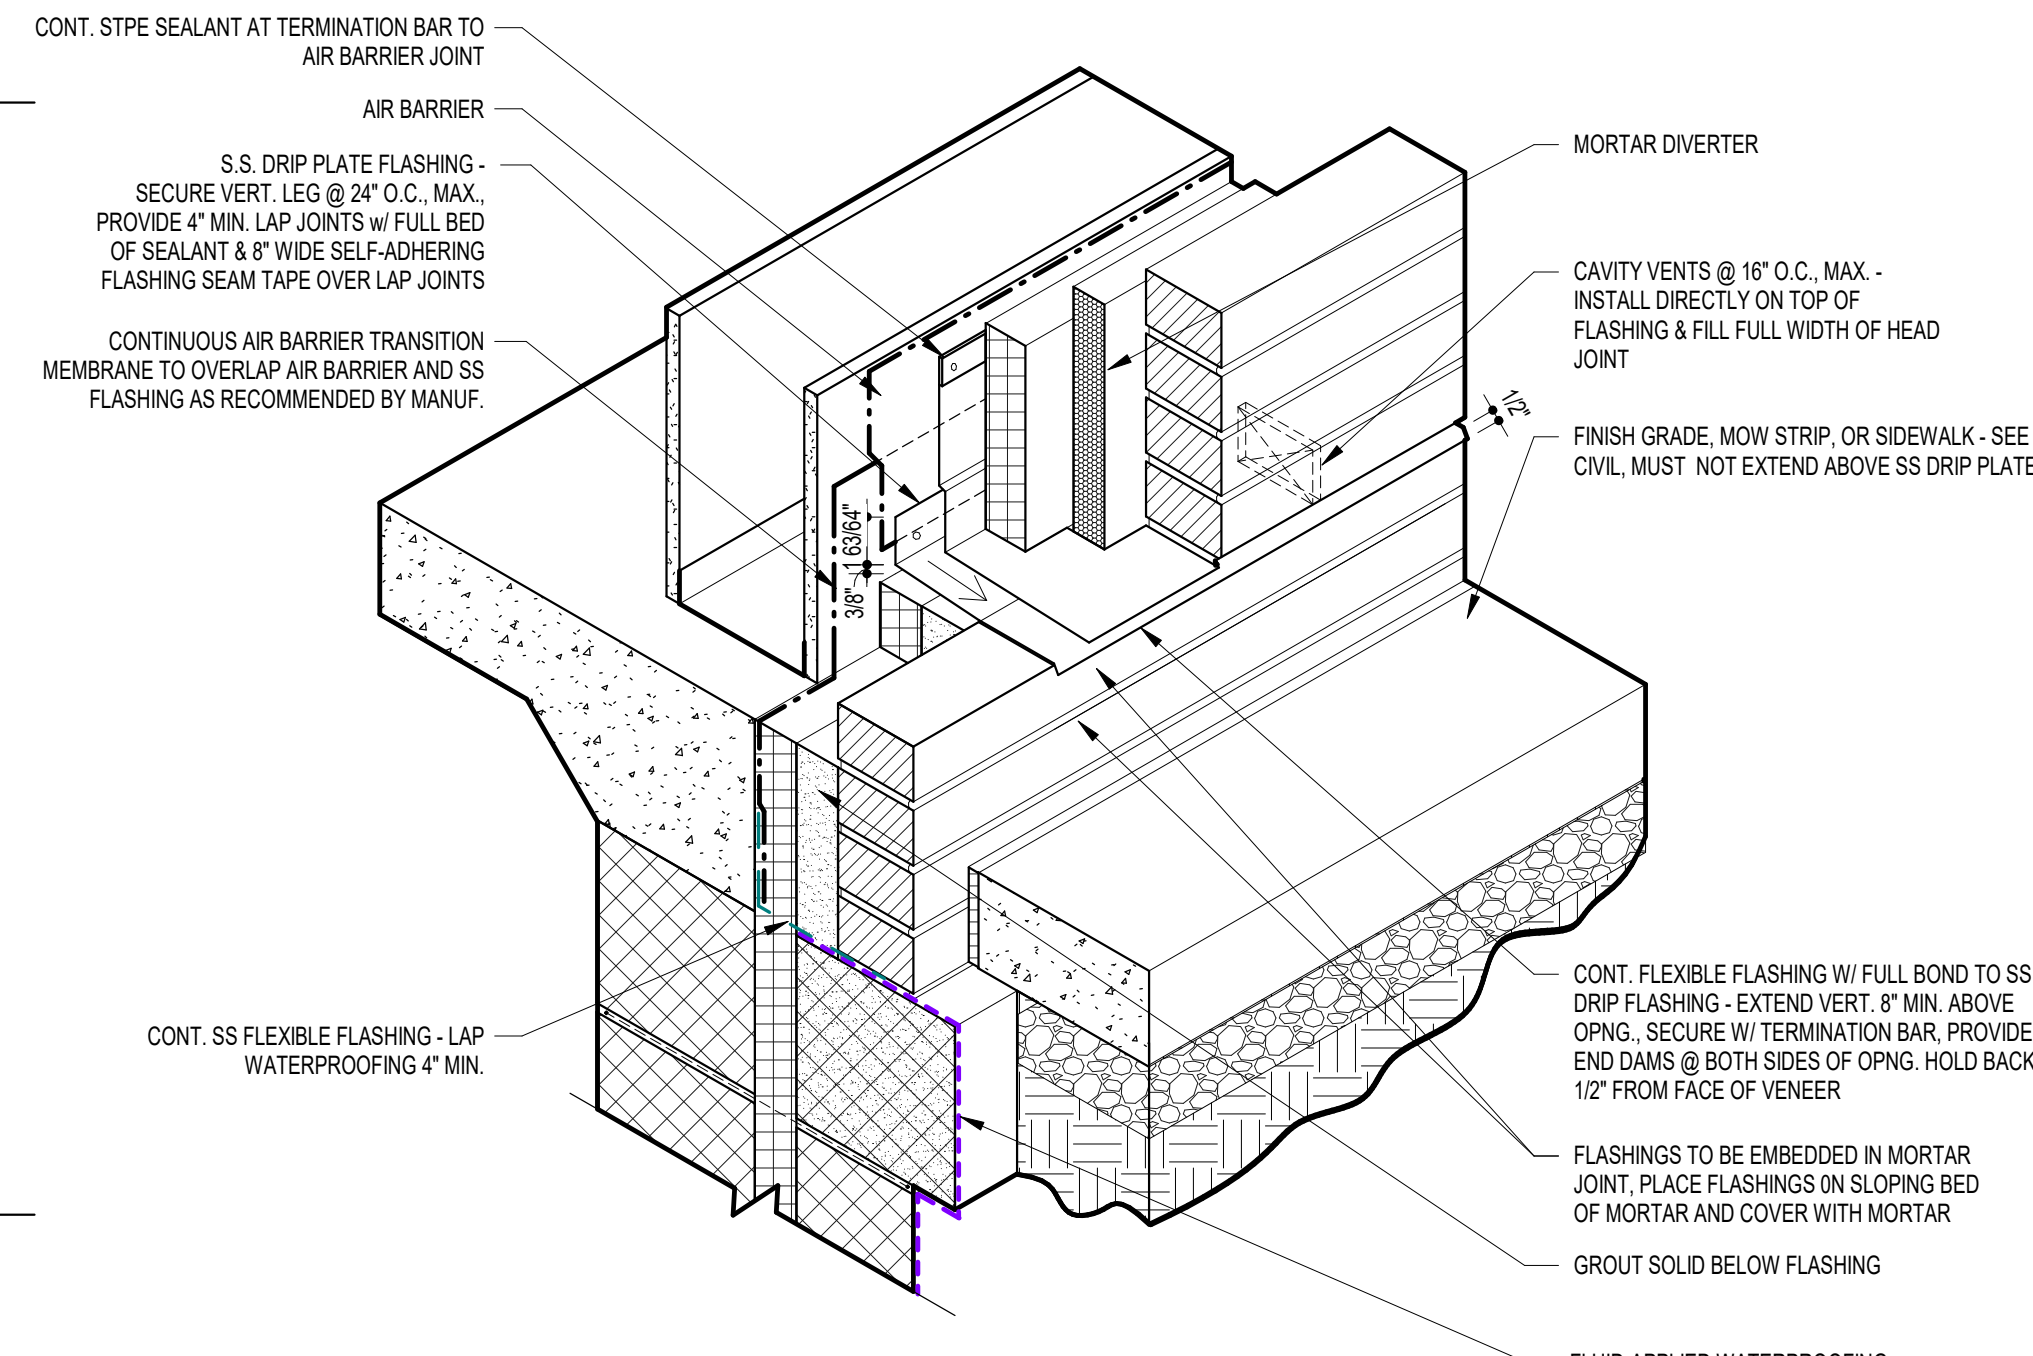 CONT. STPE SEALANT AT TERMINATION BAR TO
AIR BARRIER JOINT
AIR BARRIER
S.S. DRIP PLATE FLASHING -
SECURE VERT. LEG @ 24" O.C., MAX.,
PROVIDE 4" MIN. LAP JOINTS w/ FULL BED
OF SEALANT & 8" WIDE SELF-ADHERING
FLASHING SEAM TAPE OVER LAP JOINTS
CONTINUOUS AIR BARRIER TRANSITION
MEMBRANE TO OVERLAP AIR BARRIER AND SS
FLASHING AS RECOMMENDED BY MANUF.
CONT. SS FLEXIBLE FLASHING - LAP
WATERPROOFING 4" MIN.
1 63/64"
3/8"
1/2"
MORTAR DIVERTER
CAVITY VENTS @ 16" O.C., MAX. -
INSTALL DIRECTLY ON TOP OF
FLASHING & FILL FULL WIDTH OF HEAD
JOINT
FINISH GRADE, MOW STRIP, OR SIDEWALK - SEE
CIVIL, MUST NOT EXTEND ABOVE SS DRIP PLATE
CONT. FLEXIBLE FLASHING W/ FULL BOND TO SS
DRIP FLASHING - EXTEND VERT. 8" MIN. ABOVE
OPNG., SECURE W/ TERMINATION BAR, PROVIDE
END DAMS @ BOTH SIDES OF OPNG. HOLD BACK
1/2" FROM FACE OF VENEER
FLASHINGS TO BE EMBEDDED IN MORTAR
JOINT, PLACE FLASHINGS 0N SLOPING BED
OF MORTAR AND COVER WITH MORTAR
GROUT SOLID BELOW FLASHING
FLUID APPLIED WATERPROOFING